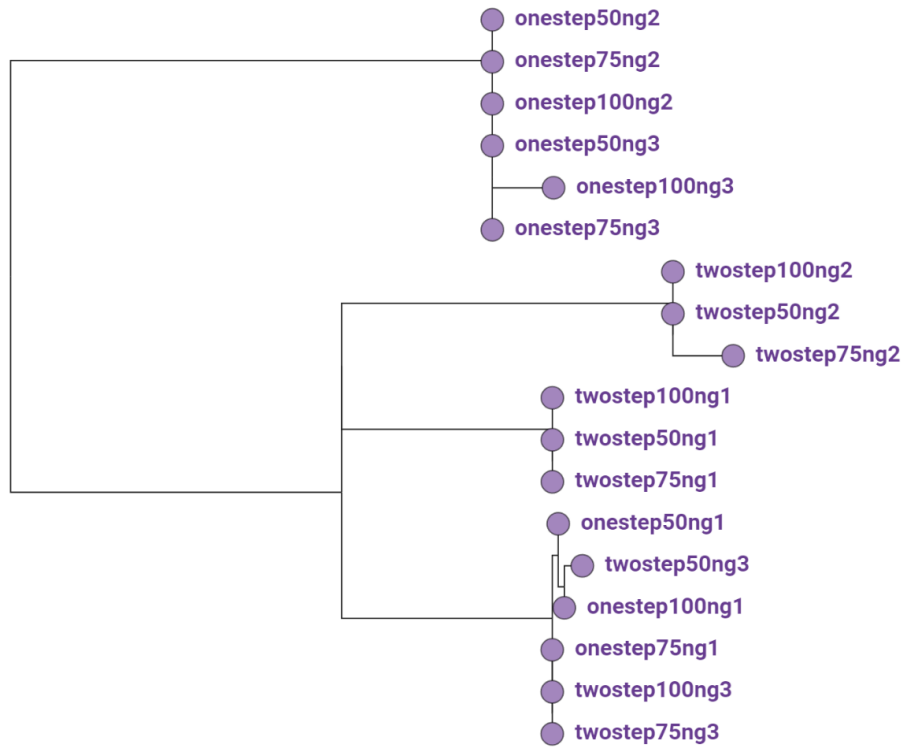 onestep50ng2
onestep75ng2
onestep100ng2
onestep50ng3
onestep100ng3
onestep75ng3
twostep100ng2
twostep50ng2
twostep75ng2
twostep100ng1
twostep50ng1
twostep75ng1
onestep50ng1
twostep50ng3
onestep100ng1
onestep75ng1
twostep100ng3
twostep75ng3